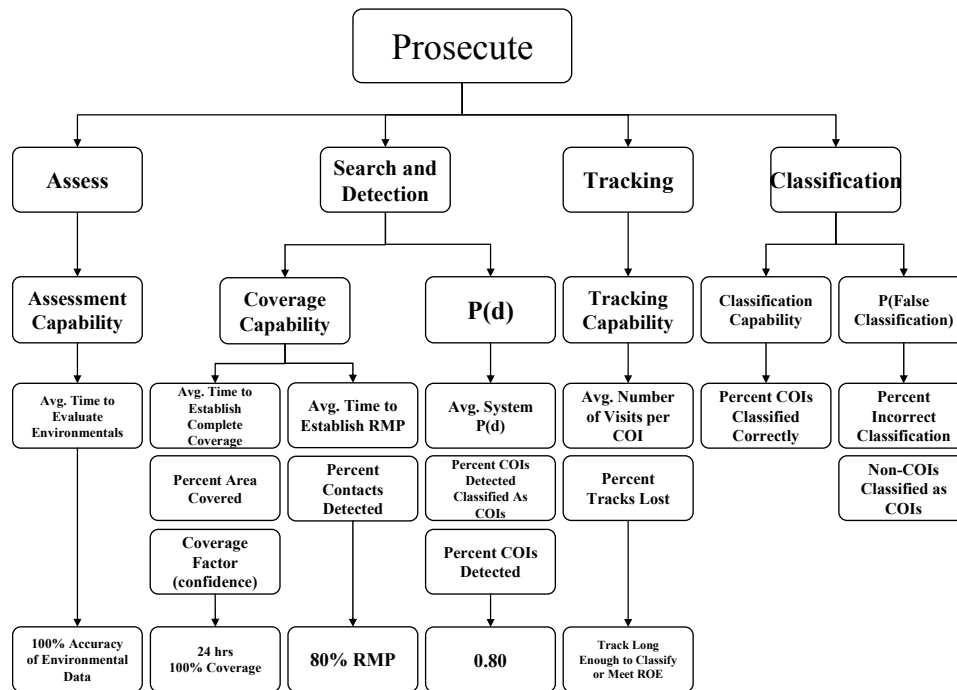 Prosecute
Assess
Search and
Detection
Tracking
Classification
Assessment
Capability
Coverage
Capability
P(d)
Tracking
Capability
Classification
Capability
P(False
Classification)
Avg. Time to
Evaluate
Environmentals
Avg. Time to
Establish
Complete
Coverage
Avg. Time to
Establish RMP
Avg. System
P(d)
Avg. Number
of Visits per
COI
Percent COIs
Classified
Correctly
Percent
Incorrect
Classification
Percent Area
Covered
Percent
Contacts
Detected
Percent COIs
Detected
Classified As
COIs
Percent
Tracks Lost
Non-COIs
Classified as
COIs
Coverage
Factor
(confidence)
Percent COIs
Detected
100% Accuracy
of Environmental
Data
24 hrs
100% Coverage
80% RMP
0.80
Track Long
Enough to Classify
or Meet ROE